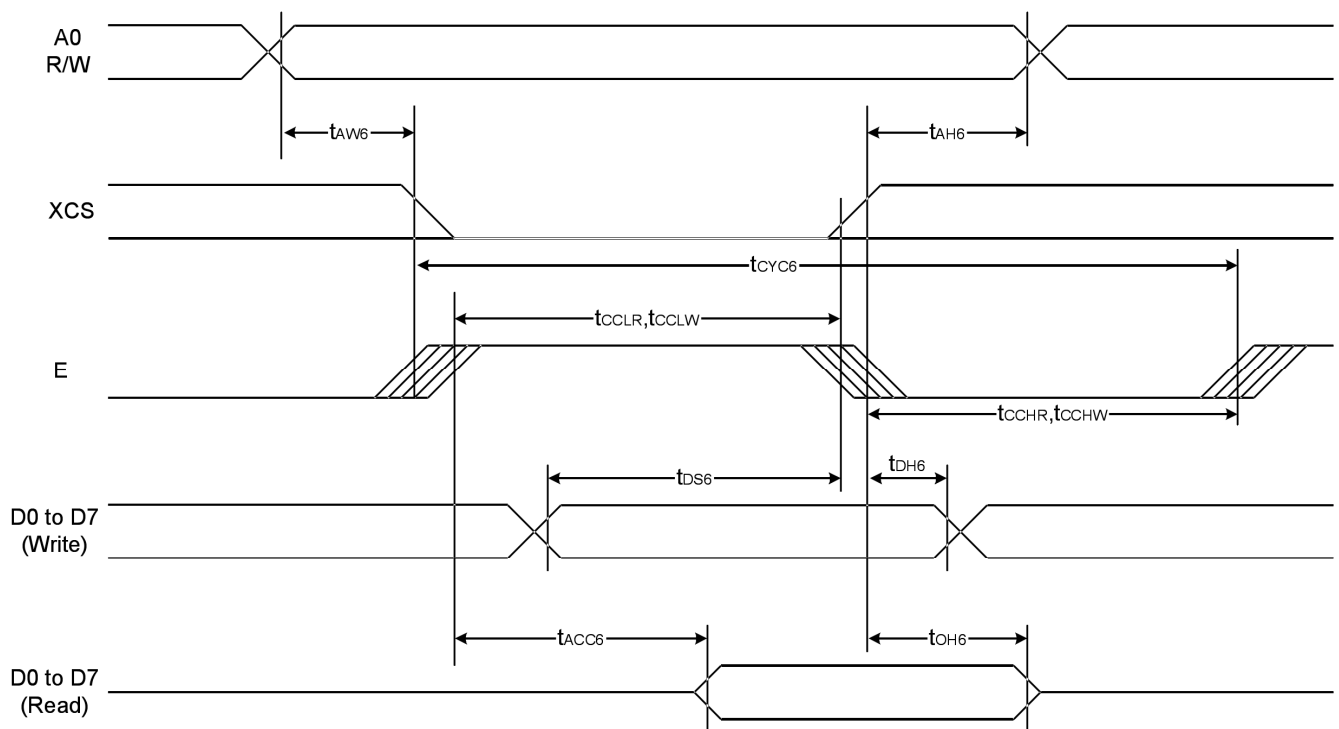 A0
R/W
tAW6
tAH6
XCS
tCYC6
tCCLR,tCCLW
E
tCCHR,tCCHW
tDS6
tDH6
D0 to D7
(Write)
tACC6
tOH6
D0 to D7
(Read)